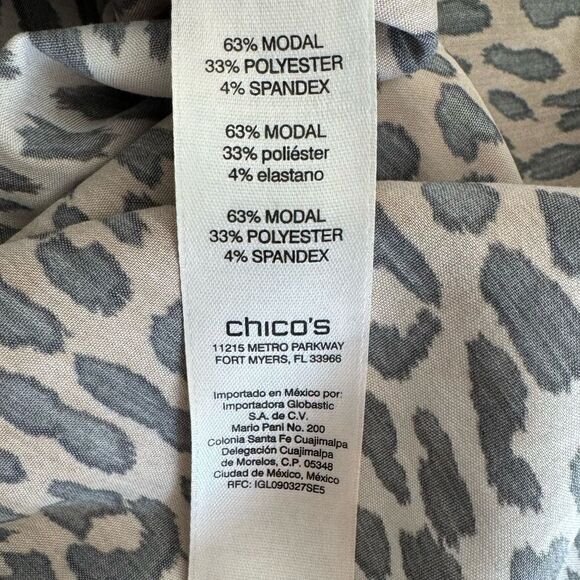 63% MODAL
33% POLYESTER
4% SPANDEX
63% MODAL
33% poliéster
4% elastano
63% MODAL
33% POLYESTER
4% SPANDEX
chico's
11215 METRO PARKWAY
FORT MYERS, FL 33966
Importado en México por:
Importadora Globastic
S.A. de C.V.
Mario Pani No. 200
Colonia Santa Fe Cuajimalpa
Delegación Cuajimalpa
de Morelos, C.P. 05348
Ciudad de México, México
RFC: IGL090327SE5